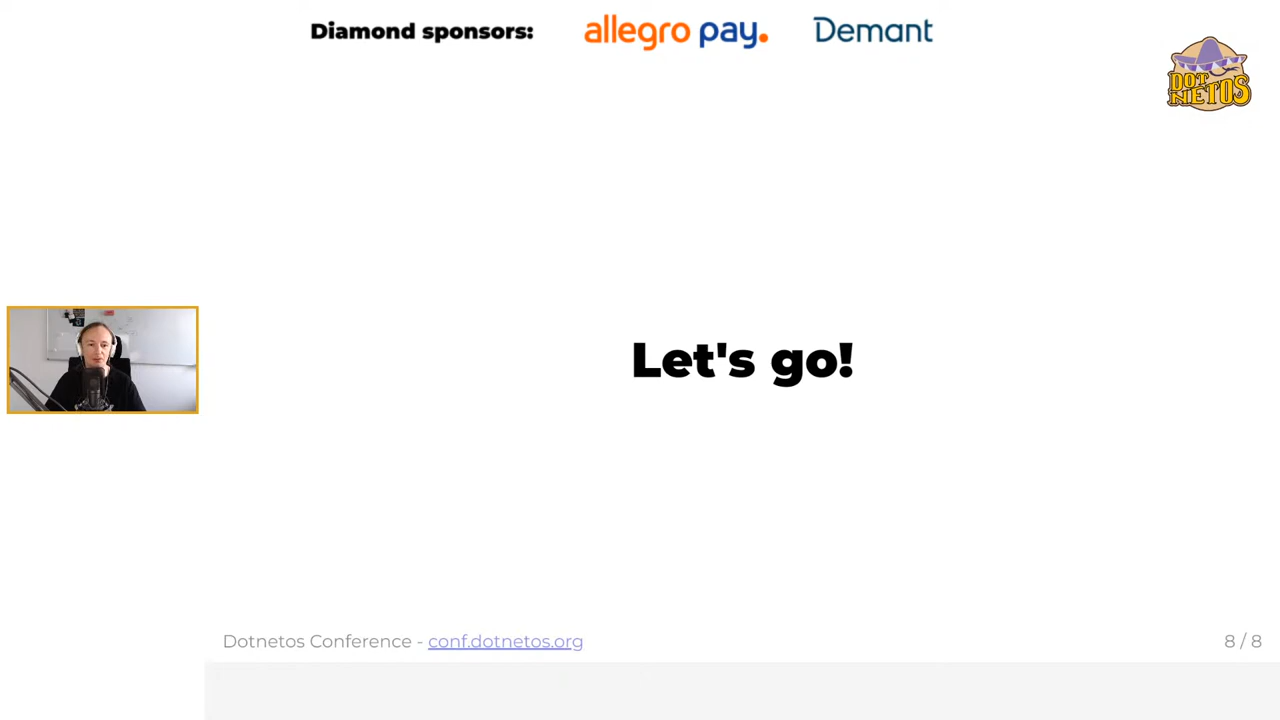 Diamond sponsors:
allegro pay.
Demant
DOT
NETOS
Let's go!
Dotnetos Conference - conf.dotnetos.org
8 / 8